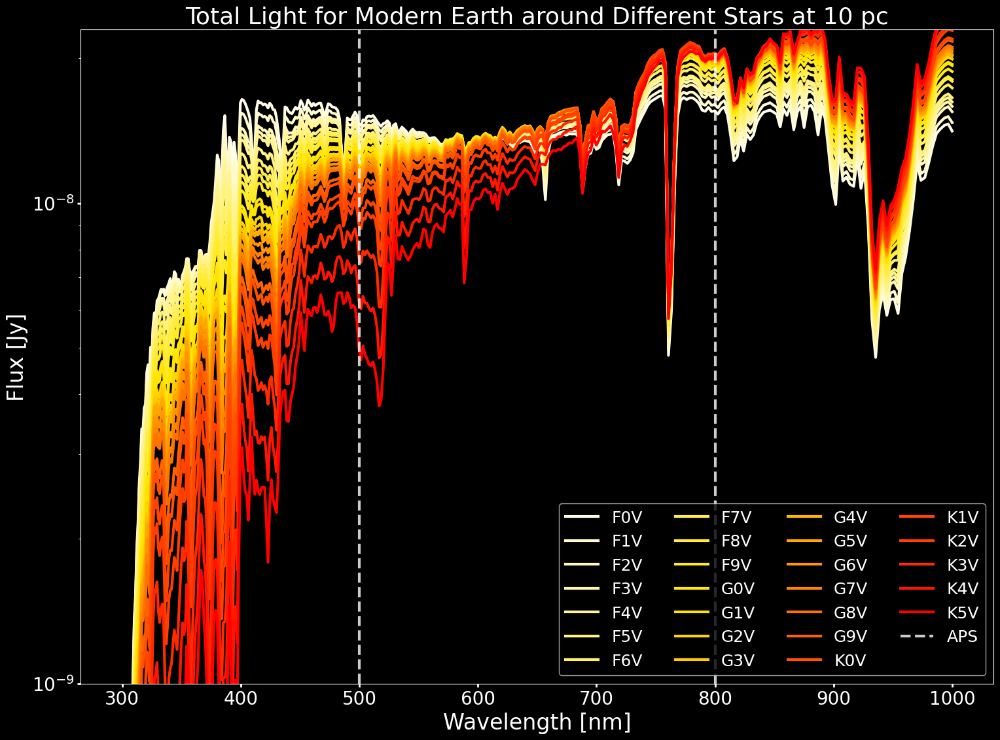 Total Light for Modern Earth around Different Stars at 10 pc
Flux [Jy]
10⁻⁸
10⁻⁹
300 400 500 600 700 800 900 1000
Wavelength [nm]
F0V F7V G4V K1V
F1V F8V G5V K2V
F2V F9V G6V K3V
F3V G0V G7V K4V
F4V G1V G8V K5V
F5V G2V G9V APS
F6V G3V K0V